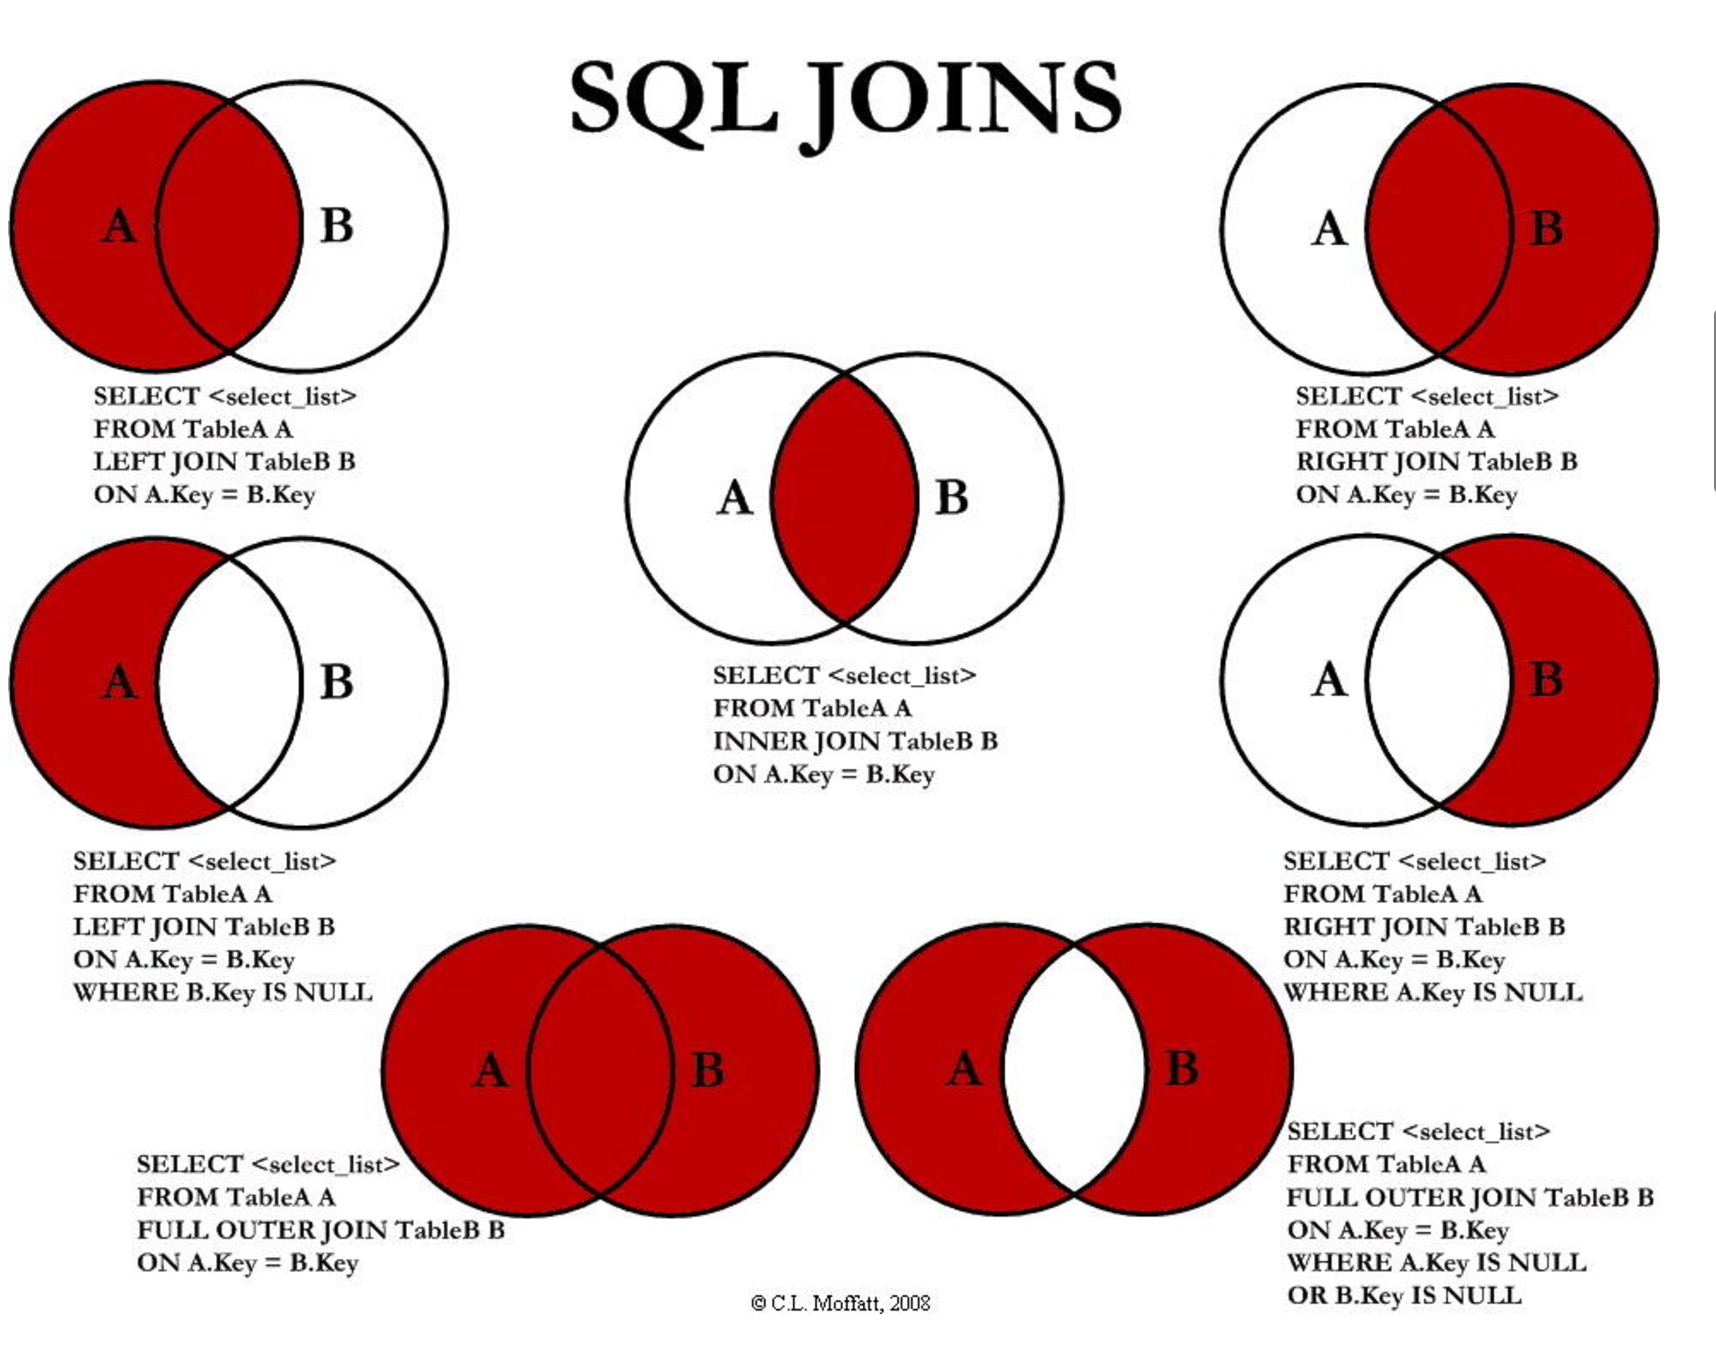 SQL JOINS
A B
SELECT <select_list>
FROM TableA A
LEFT JOIN TableB B
ON A.Key = B.Key
A B
SELECT <select_list>
FROM TableA A
RIGHT JOIN TableB B
ON A.Key = B.Key
A B
SELECT <select_list>
FROM TableA A
INNER JOIN TableB B
ON A.Key = B.Key
A B
SELECT <select_list>
FROM TableA A
LEFT JOIN TableB B
ON A.Key = B.Key
WHERE B.Key IS NULL
A B
SELECT <select_list>
FROM TableA A
RIGHT JOIN TableB B
ON A.Key = B.Key
WHERE A.Key IS NULL
A B
SELECT <select_list>
FROM TableA A
FULL OUTER JOIN TableB B
ON A.Key = B.Key
A B
SELECT <select_list>
FROM TableA A
FULL OUTER JOIN TableB B
ON A.Key = B.Key
WHERE A.Key IS NULL
OR B.Key IS NULL
© C.L. Moffatt, 2008